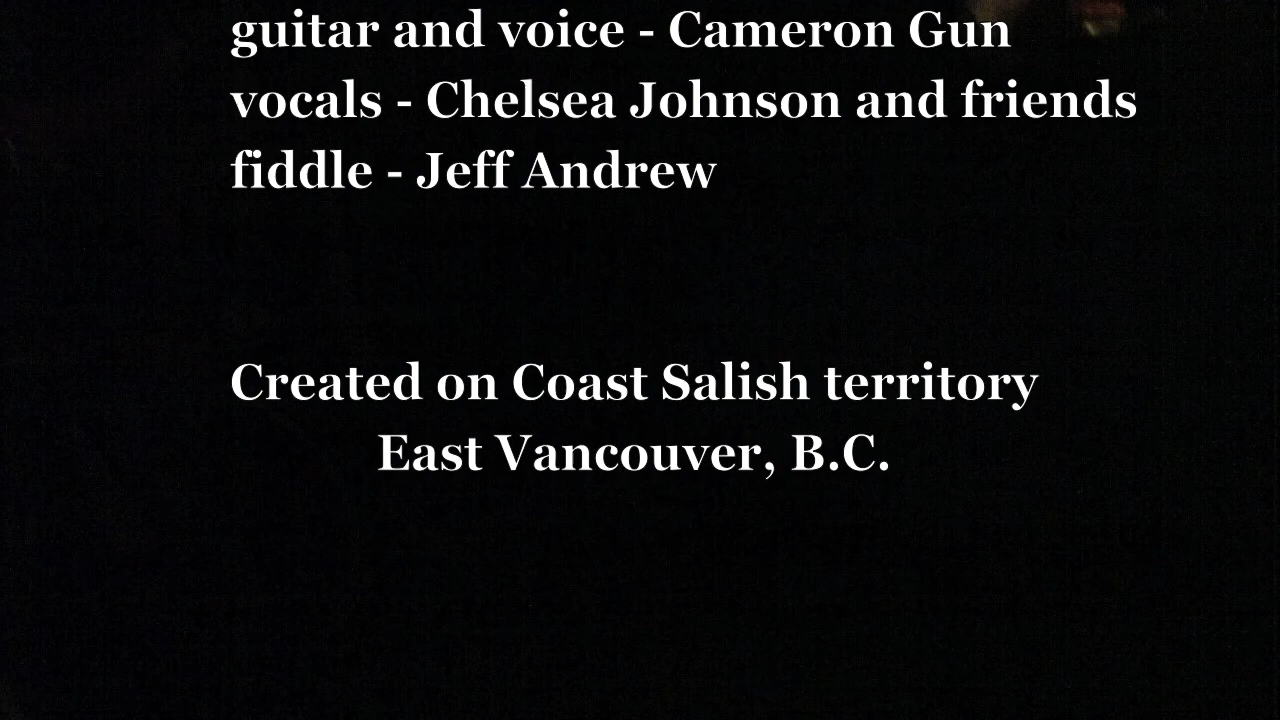 guitar and voice - Cameron Gun
vocals - Chelsea Johnson and friends
fiddle - Jeff Andrew
Created on Coast Salish territory
East Vancouver, B.C.